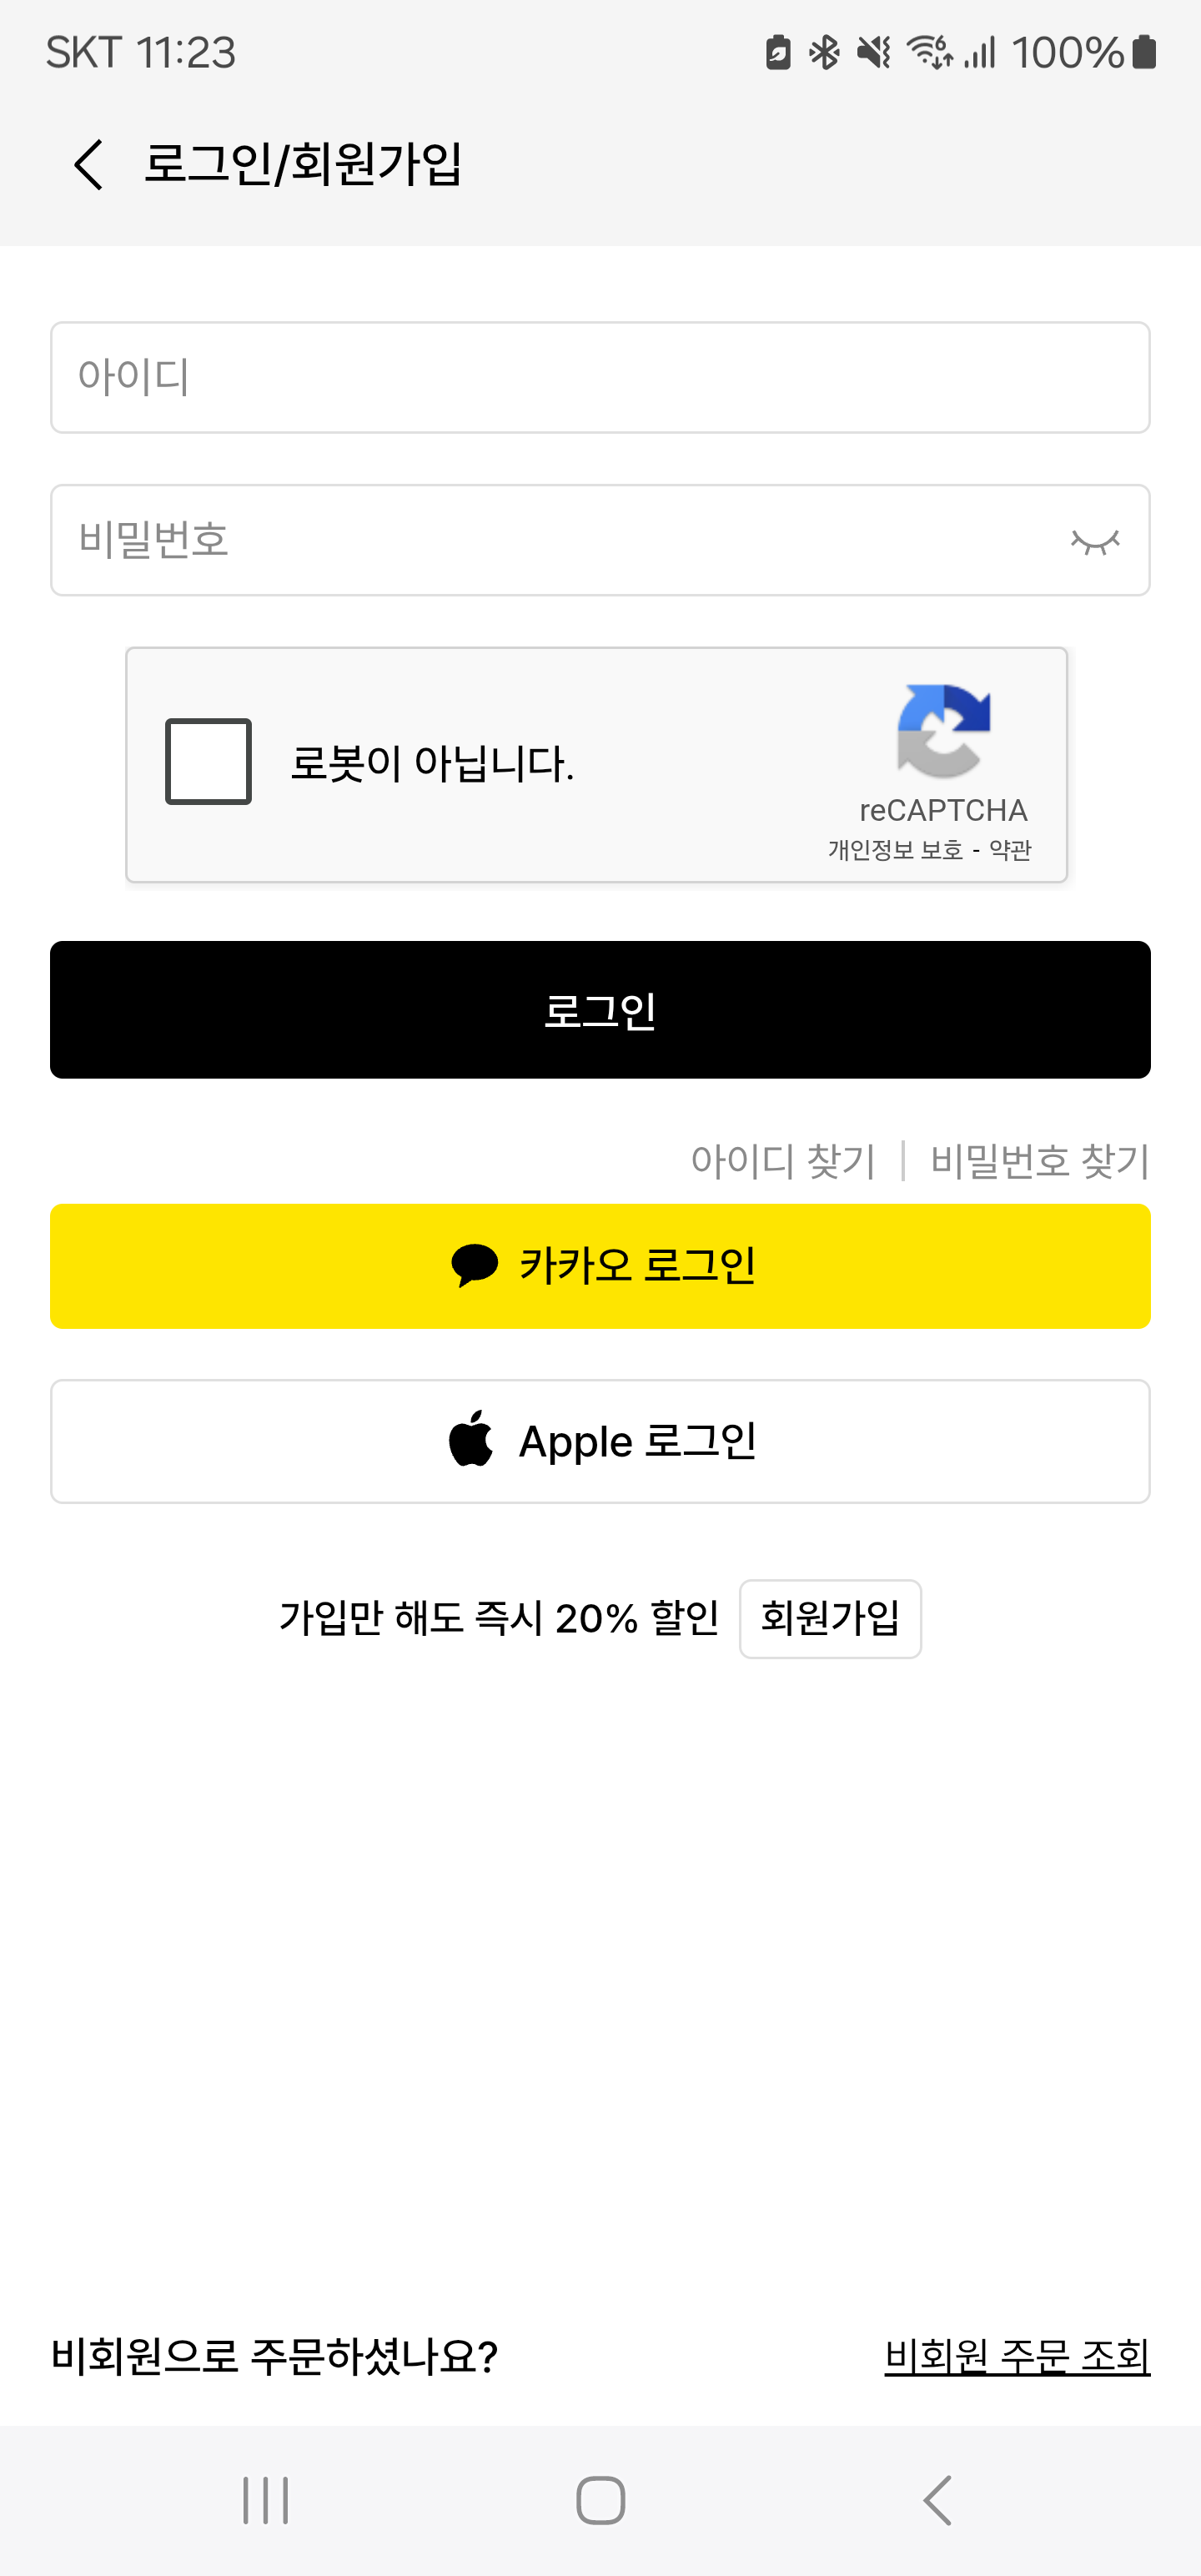 SKT 11:23 100%
로그인/회원가입
아이디
비밀번호
로봇이 아닙니다.
reCAPTCHA
개인정보 보호 - 약관
로그인
아이디 찾기 | 비밀번호 찾기
카카오 로그인
Apple 로그인
가입만 해도 즉시 20% 할인 회원가입
비회원으로 주문하셨나요? 비회원 주문 조회